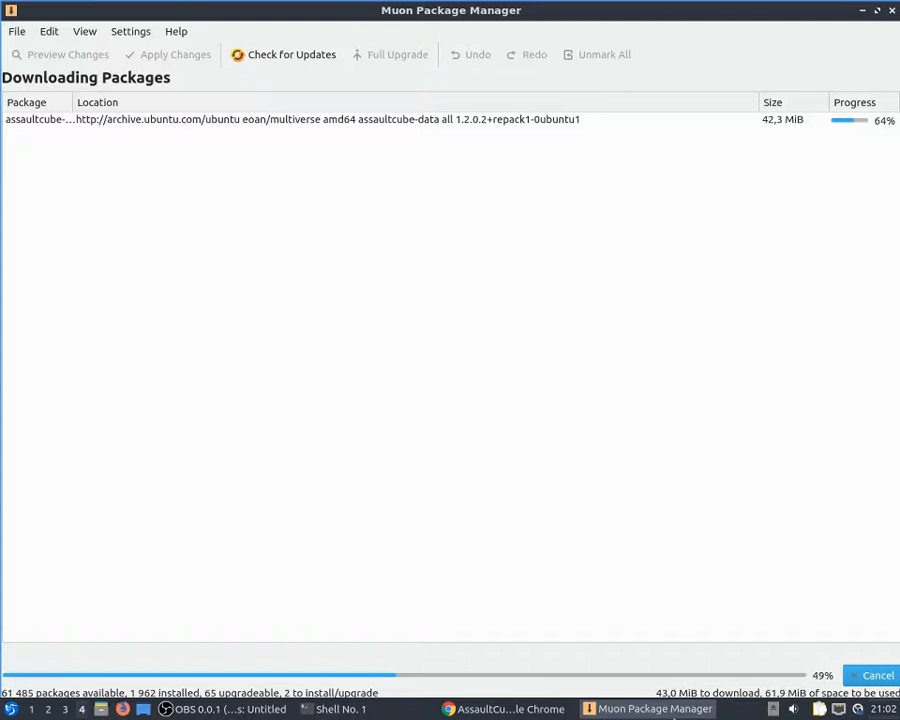 Muon Package Manager
File Edit View Settings Help
Preview Changes Apply Changes Check for Updates Full Upgrade Undo Redo Unmark All
Downloading Packages
Package Location Size Progress
assaultcube-... http://archive.ubuntu.com/ubuntu eoan/multiverse amd64 assaultcube-data all 1.2.0.2+repack1-0ubuntu1 42,3 MiB 64%
49% Cancel
61 485 packages available, 1 962 installed, 65 upgradeable, 2 to install/upgrade 43,0 MiB to download, 61,9 MiB of space to be used
1 2 3 4 OBS 0.0.1 (...s: Untitled Shell No. 1 AssaultCu...le Chrome Muon Package Manager 21:02